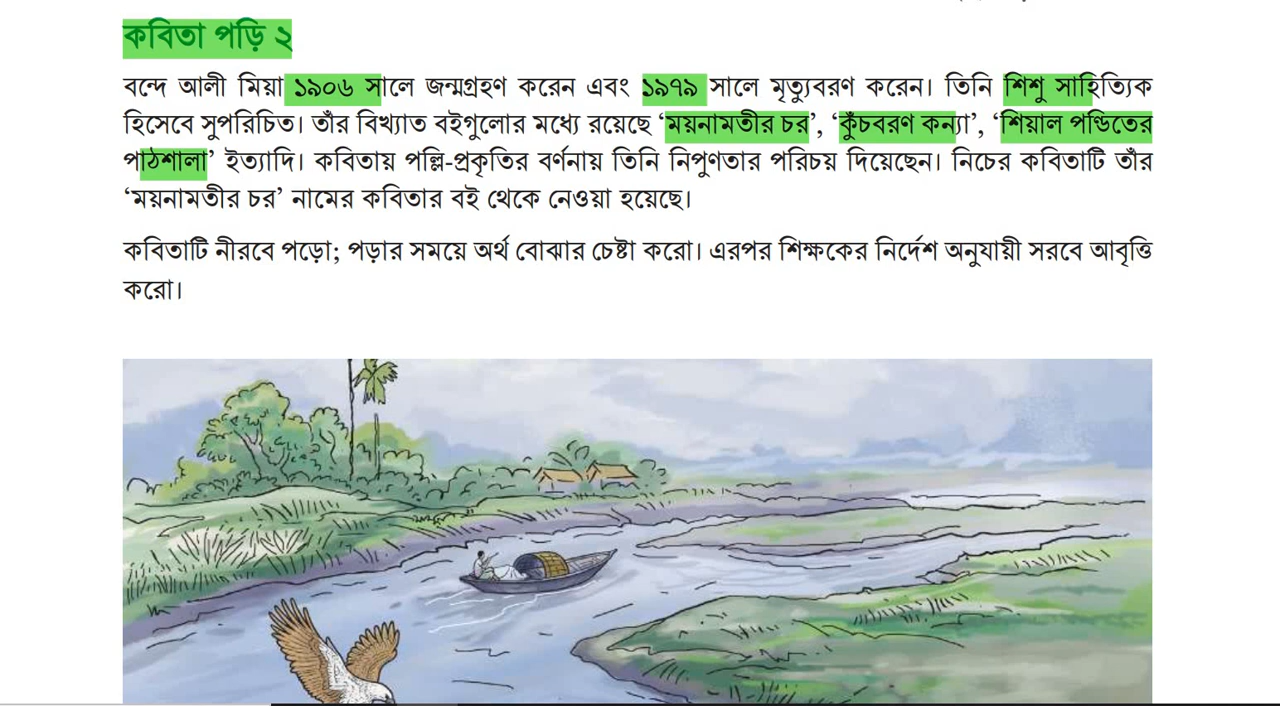 কবিতা পড়ি ২
বন্দে আলী মিয়া ১৯০৬ সালে জন্মগ্রহণ করেন এবং ১৯৭৯ সালে মৃত্যুবরণ করেন। তিনি শিশু সাহিত্যিক
হিসেবে সুপরিচিত। তাঁর বিখ্যাত বইগুলোর মধ্যে রয়েছে ‘ময়নামতীর চর’, ‘কুঁচবরণ কন্যা’, ‘শিয়াল পণ্ডিতের
পাঠশালা’ ইত্যাদি। কবিতায় পল্লি-প্রকৃতির বর্ণনায় তিনি নিপুণতার পরিচয় দিয়েছেন। নিচের কবিতাটি তাঁর
‘ময়নামতীর চর’ নামের কবিতার বই থেকে নেওয়া হয়েছে।
কবিতাটি নীরবে পড়ো; পড়ার সময়ে অর্থ বোঝার চেষ্টা করো। এরপর শিক্ষকের নির্দেশ অনুযায়ী সরবে আবৃত্তি
করো।